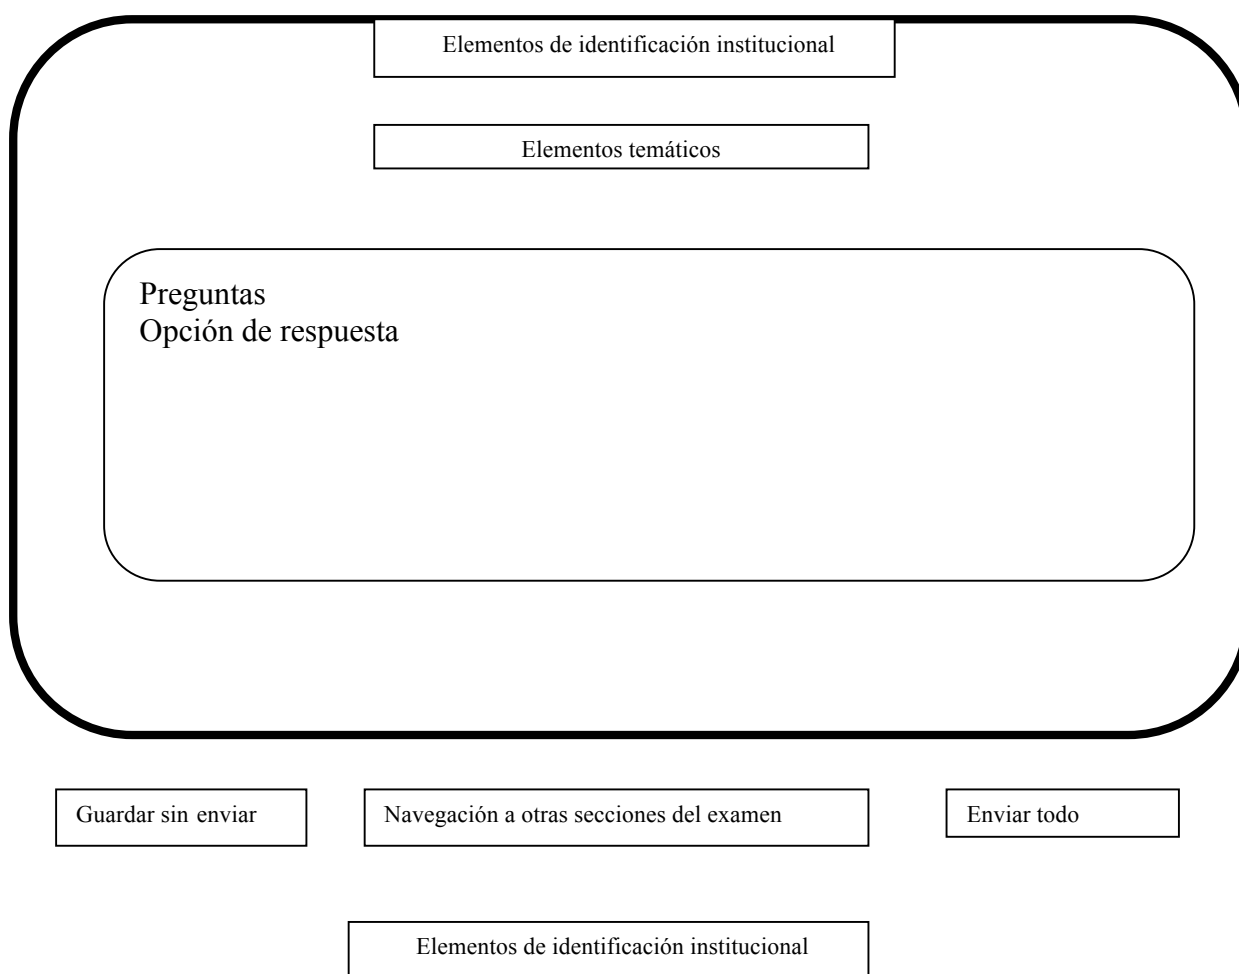 Elementos de identificación institucional
Elementos temáticos
Preguntas
Opción de respuesta
Guardar sin enviar
Navegación a otras secciones del examen
Enviar todo
Elementos de identificación institucional